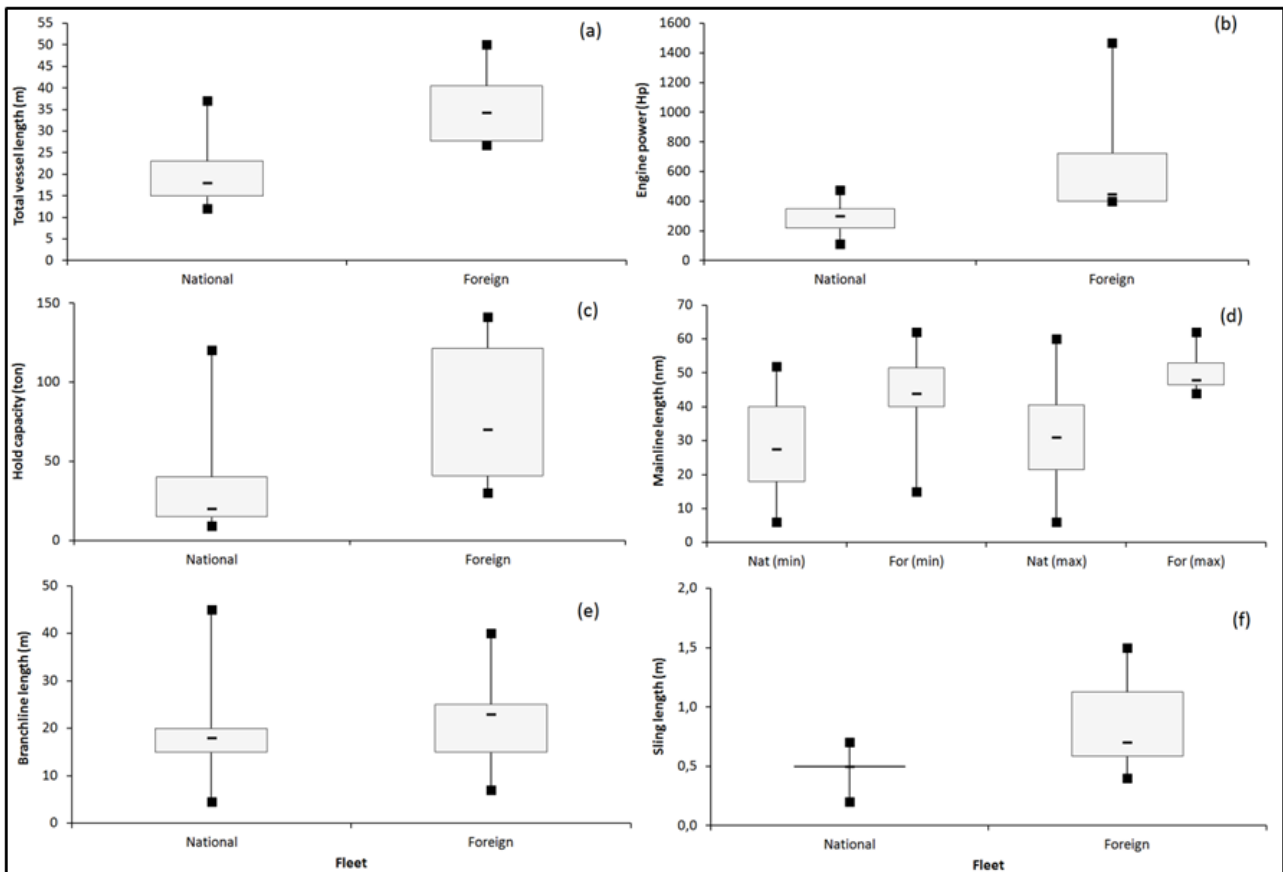 (a)
Total vessel length (m)
55
50
45
40
35
30
25
20
15
10
5
0
National Foreign
(b)
Engine power (Hp)
1600
1400
1200
1000
800
600
400
200
0
National Foreign
(c)
Hold capacity (ton)
150
100
50
0
National Foreign
(d)
Mainline length (nm)
70
60
50
40
30
20
10
0
Nat (min) For (min) Nat (max) For (max)
(e)
Branchline length (m)
50
40
30
20
10
0
National Foreign
Fleet
(f)
Sling length (m)
2,0
1,5
1,0
0,5
0,0
National Foreign
Fleet